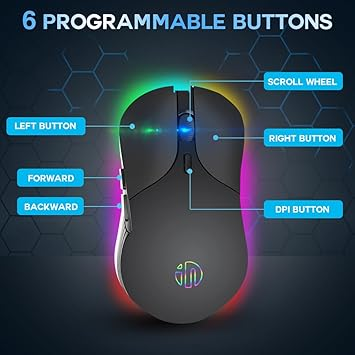 6 PROGRAMMABLE BUTTONS
SCROLL WHEEL
LEFT BUTTON
RIGHT BUTTON
FORWARD
BACKWARD
DPI BUTTON